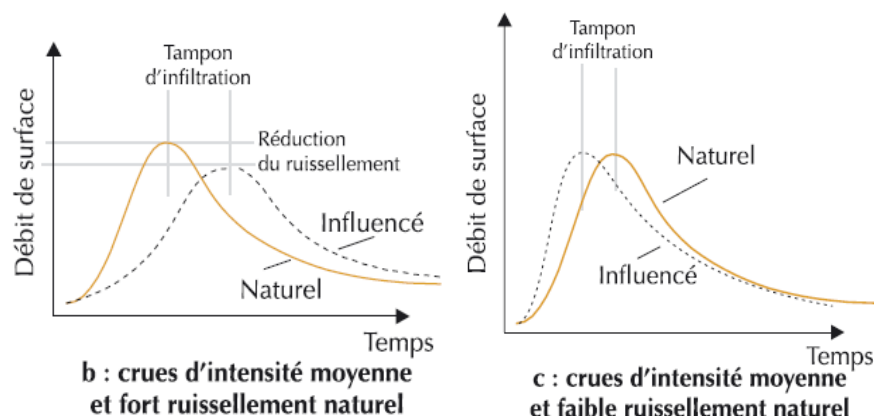 Tampon
d'infiltration
Débit de surface
Réduction
du ruissellement
Influencé
Naturel
Temps
b : crues d'intensité moyenne
et fort ruissellement naturel
Tampon
d'infiltration
Débit de surface
Naturel
Influencé
Temps
c : crues d'intensité moyenne
et faible ruissellement naturel